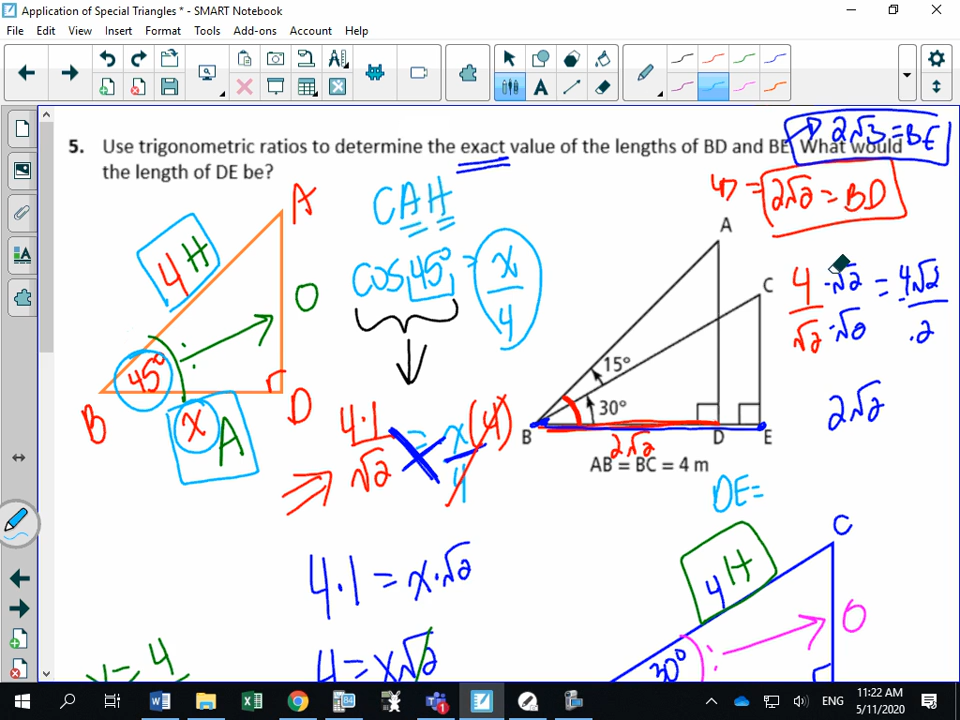 Application of Special Triangles * - SMART Notebook
File Edit View Insert Format Tools Add-ons Account Help
5. Use trigonometric ratios to determine the exact value of the lengths of BD and BE. What would
the length of DE be?
2√3 = BE
2√2 = BD
A
4 H
O
45°
B
x
A
D
CAH
cos 45° = x/4
4·1/√2 = x/4 (4)
4·1 = x·√2
4 = x√2
4
A
C
15°
30°
B
D
E
2√2
AB = BC = 4 m
4/√2 ·√2/·√2 = 4√2/·2
2√2
DE=
C
4 H
O
30°
ENG
11:22 AM
5/11/2020